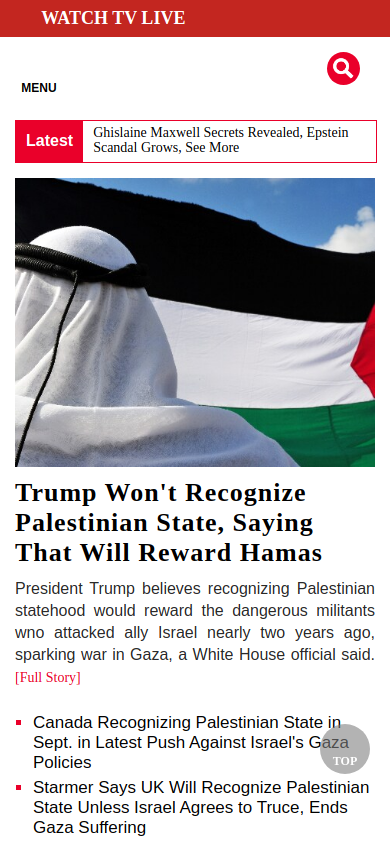 WATCH TV LIVE
MENU
Latest
Ghislaine Maxwell Secrets Revealed, Epstein
Scandal Grows, See More
Trump Won't Recognize
Palestinian State, Saying
That Will Reward Hamas
President Trump believes recognizing Palestinian
statehood would reward the dangerous militants
wno attacked ally Israel nearly two years ago,
sparking war in Gaza, a White House official said.
[Full Story]
Canada Recognizing Palestinian State in
Sept. in Latest Push Against Israel's Gaza
Policies
TOP
Starmer Says UK Will Recognize Palestinian
State Unless Israel Agrees to Truce, Ends
Gaza Suffering